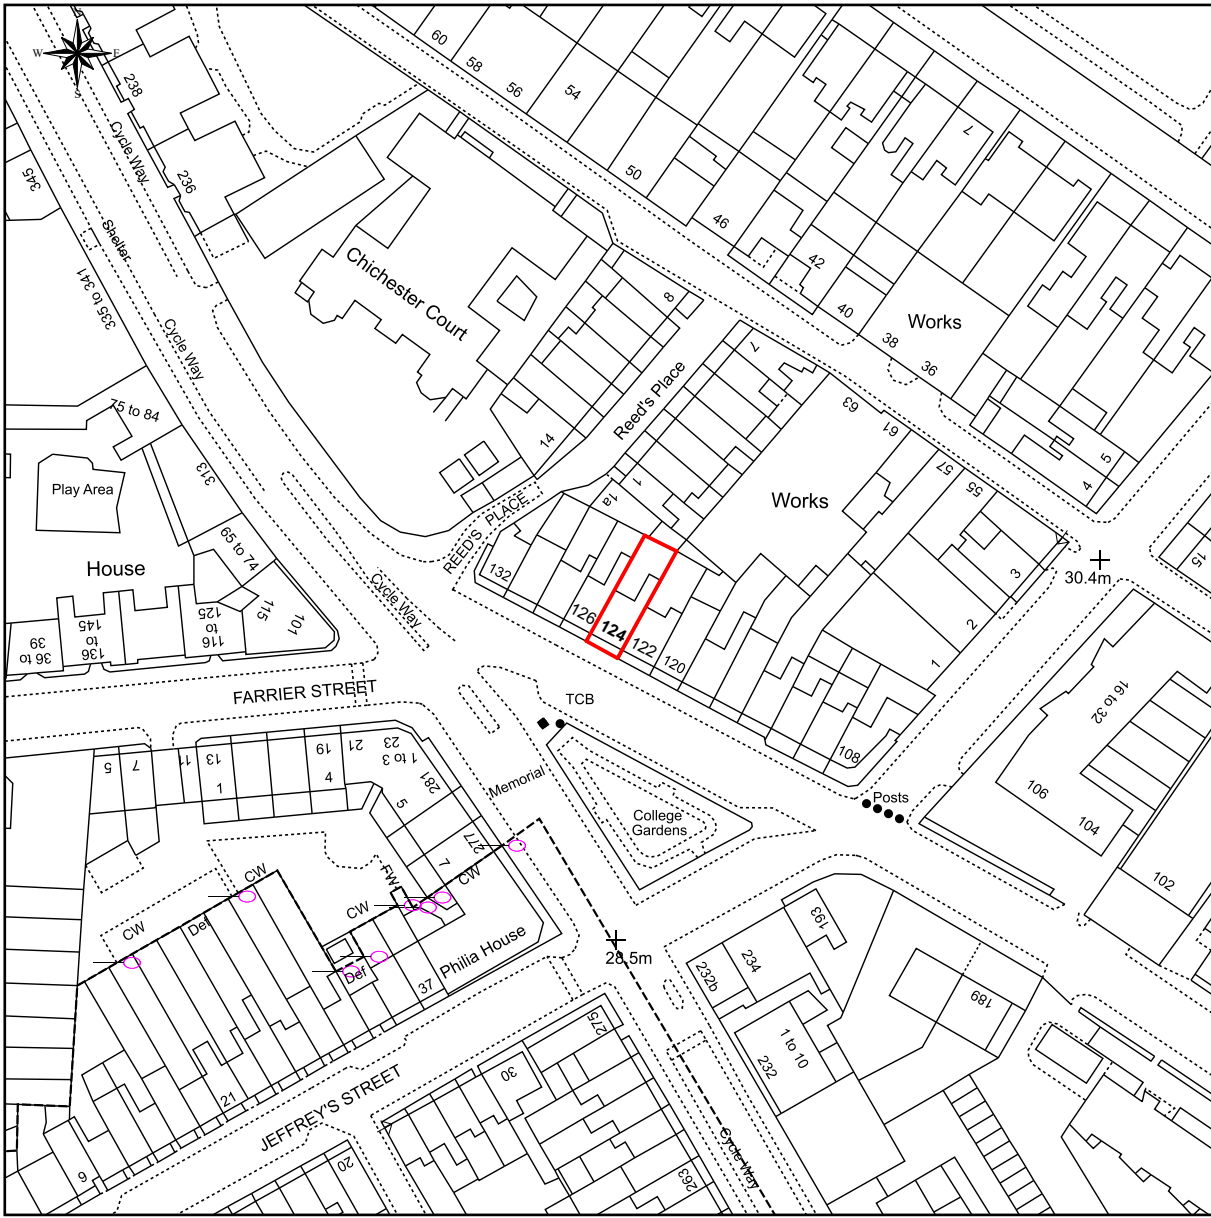 W
E
S
238
Cycle Way
236
345
Shelter
335 to 341
Cycle Way
60
58
56
54
50
46
42
40
38
36
Works
7
Chichester Court
8
7
Reed's Place
14
63
61
57
55
5
4
15
75 to 84
313
Play Area
House
65 to 74
115
101
125
to
116
145
to
136
36 to
39
Cycle Way
REED'S PLACE
1a
1
Works
132
126
124
122
120
108
3
2
1
30.4m
16 to 32
106
104
102
FARRIER STREET
TCB
Memorial
College
Gardens
Posts
5
7
11
13
1
19
4
21
23
1 to 3
281
5
7
277
CW
FW
CW
CW
CW
Def
Def
Philia House
37
21
6
JEFFREY'S STREET
30
20
275
263
28.5m
232b
234
193
189
232
1 to 10
Cycle Way